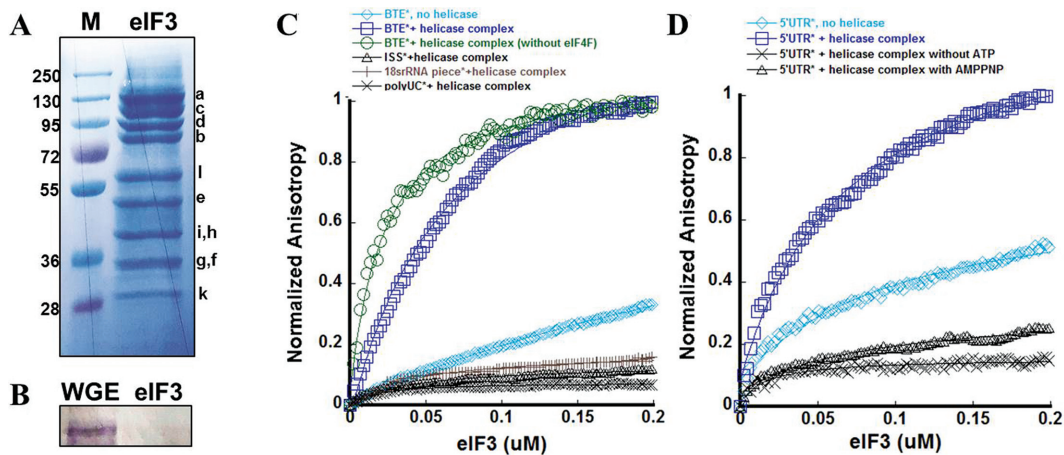 A
M eIF3
250
130
95
72
55
36
28
a
c
d
b
l
e
i,h
g,f
k
B
WGE eIF3
C
BTE*, no helicase
BTE*+ helicase complex
BTE*+ helicase complex (without eIF4F)
ISS*+helicase complex
18srRNA piece*+helicase complex
polyUC*+ helicase complex
Normalized Anisotropy
1
0.8
0.6
0.4
0.2
0
0 0.05 0.1 0.15 0.2
eIF3 (uM)
D
5'UTR*, no helicase
5'UTR* + helicase complex
5'UTR* + helicase complex without ATP
5'UTR* + helicase complex with AMPPNP
Normalized Anisotropy
1
0.8
0.6
0.4
0.2
0
0 0.05 0.1 0.15 0.2
eIF3 (uM)